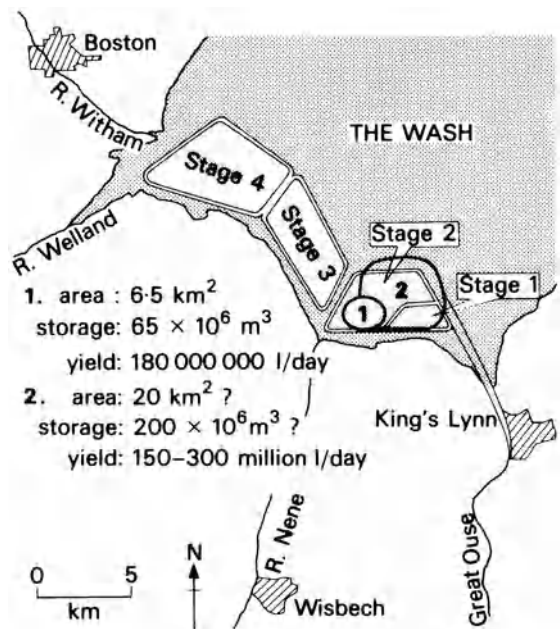 Boston
R. Witham
THE WASH
Stage 4
Stage 3
Stage 2
2
Stage 1
1
R. Welland
1. area : 6·5 km²
storage: 65 × 10⁶ m³
yield: 180 000 000 l/day
2. area: 20 km² ?
storage: 200 × 10⁶ m³ ?
yield: 150–300 million l/day
King's Lynn
R. Nene
Great Ouse
N
0 5
km
Wisbech